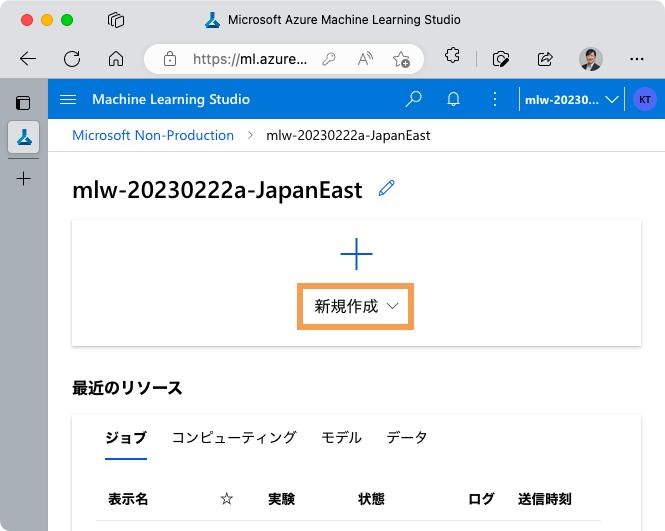 Microsoft Azure Machine Learning Studio
https://ml.azure...
Machine Learning Studio
mlw-20230...
KT
Microsoft Non-Production > mlw-20230222a-JapanEast
mlw-20230222a-JapanEast
新規作成
最近のリソース
ジョブ コンピューティング モデル データ
表示名 ☆ 実験 状態 ログ 送信時刻